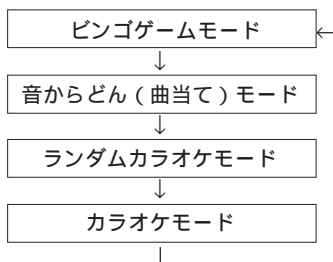 ビンゴゲームモード
音からどん（曲当て）モード
ランダムカラオケモード
カラオケモード